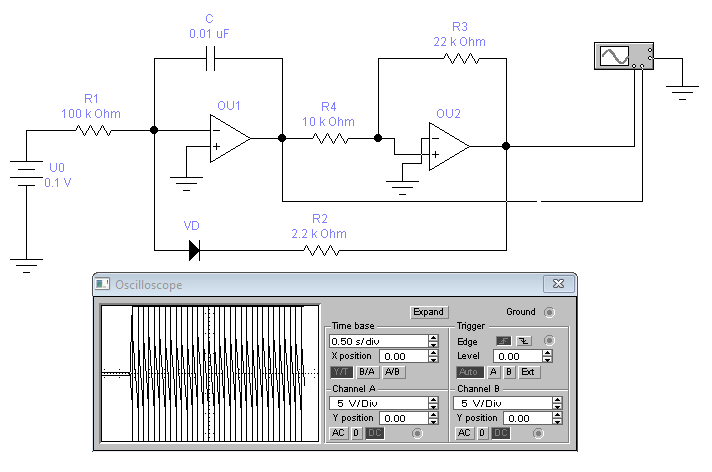 C
0.01 uF
R3
22 k Ohm
R1
100 k Ohm
OU1
R4
10 k Ohm
OU2
−
+
−
+
U0
0.1 V
VD
R2
2.2 k Ohm
Oscilloscope
Expand
Ground
Time base
0.50 s/div
X position 0.00
Y/T B/A A/B
Trigger
Edge
Level 0.00
Auto A B Ext
Channel A
5 V/Div
Y position 0.00
AC 0 DC
Channel B
5 V/Div
Y position 0.00
AC 0 DC